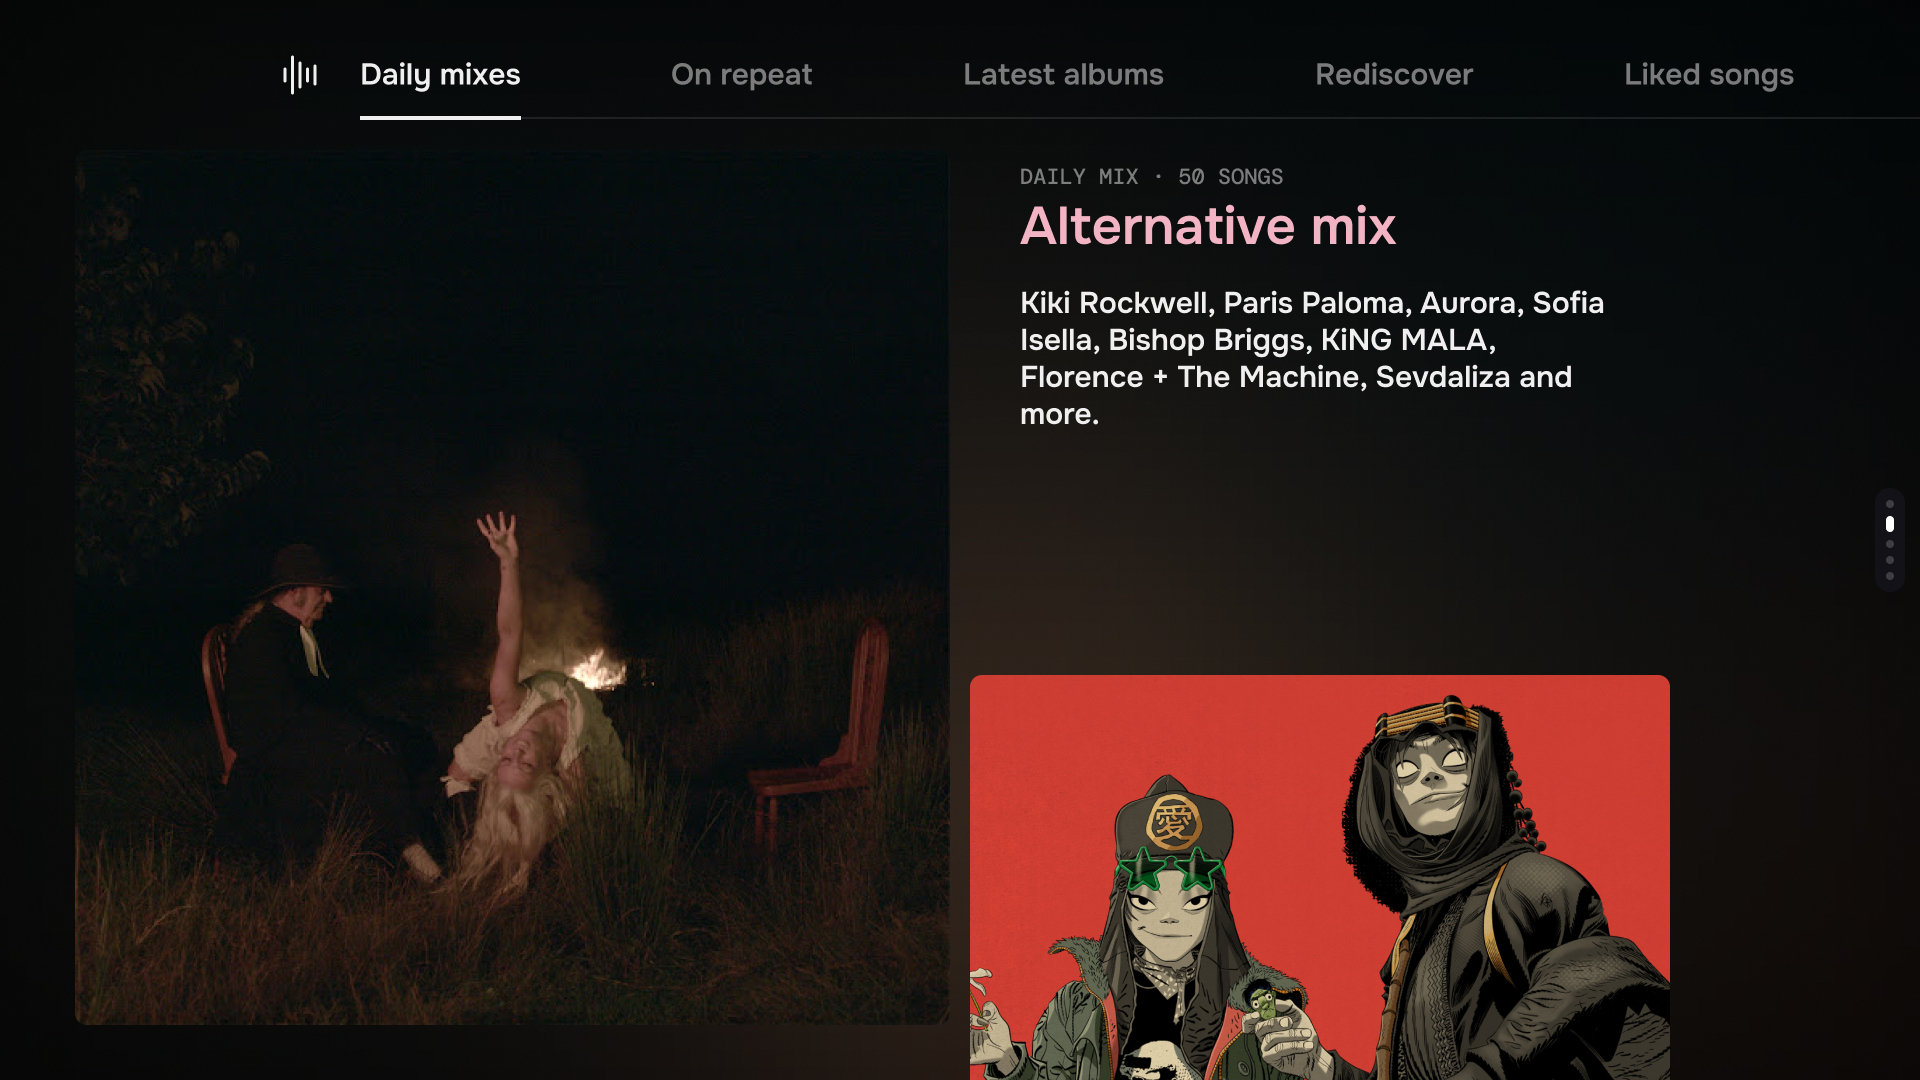 Daily mixes
On repeat
Latest albums
Rediscover
Liked songs
DAILY MIX · 50 SONGS
Alternative mix
Kiki Rockwell, Paris Paloma, Aurora, Sofia
Isella, Bishop Briggs, KiNG MALA,
Florence + The Machine, Sevdaliza and
more.
愛